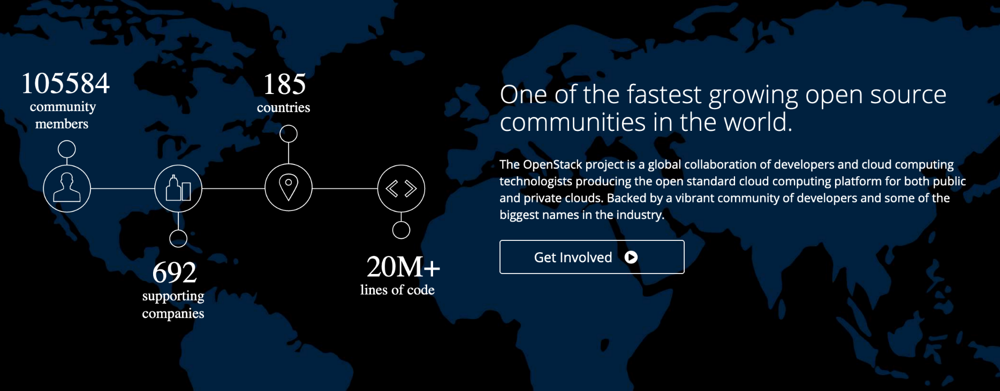 105584
community
members
185
countries
692
supporting
companies
20M+
lines of code
One of the fastest growing open source
communities in the world.
The OpenStack project is a global collaboration of developers and cloud computing
technologists producing the open standard cloud computing platform for both public
and private clouds. Backed by a vibrant community of developers and some of the
biggest names in the industry.
Get Involved